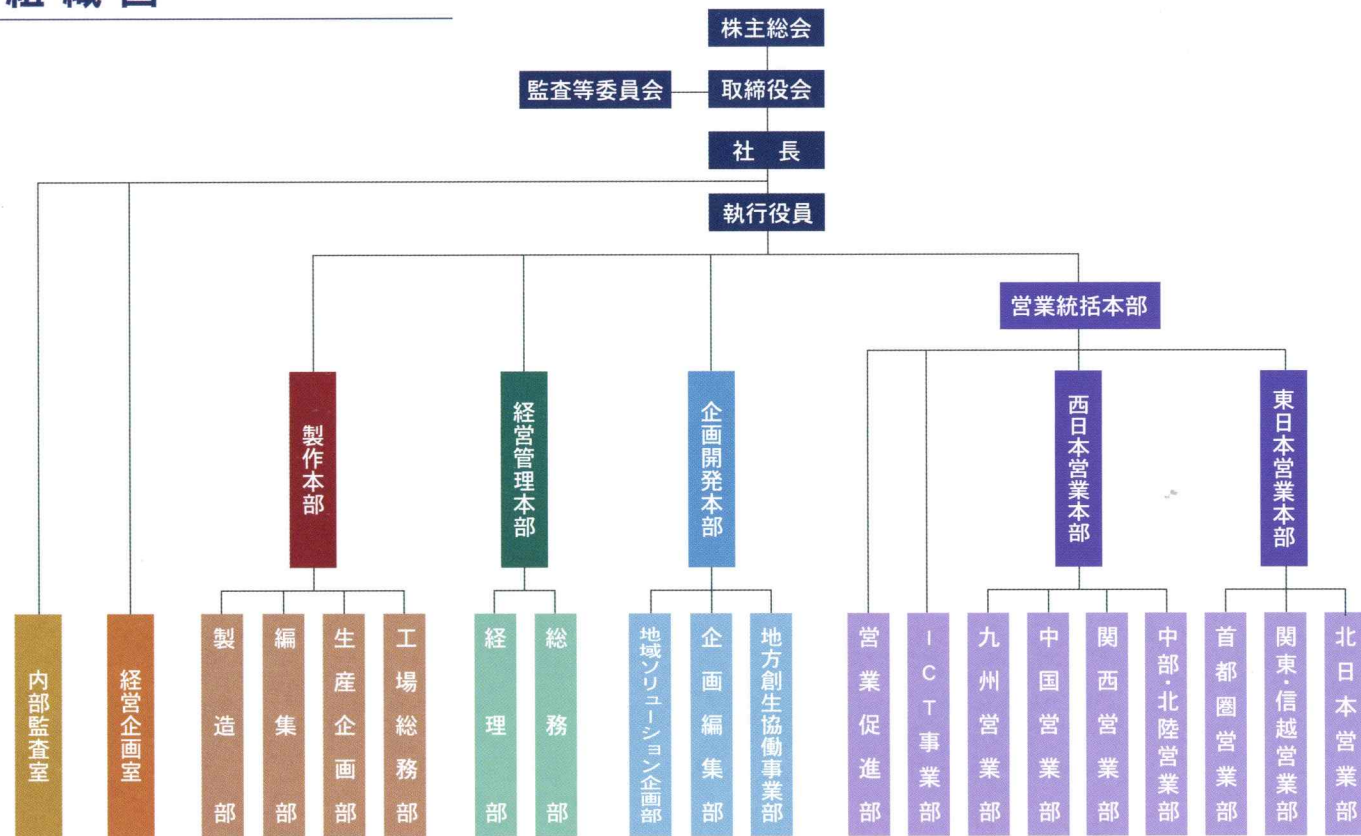 組織図
株主総会
監査等委員会
取締役会
社 長
執行役員
営業統括本部
製作本部
経営管理本部
企画開発本部
西日本営業本部
東日本営業本部
内部監査室
経営企画室
製造部
編集部
生産企画部
工場総務部
経理部
総務部
地域ソリューション企画部
企画編集部
地方創生協働事業部
営業促進部
ICT事業部
九州営業部
中国営業部
関西営業部
中部・北陸営業部
首都圏営業部
関東・信越営業部
北日本営業部